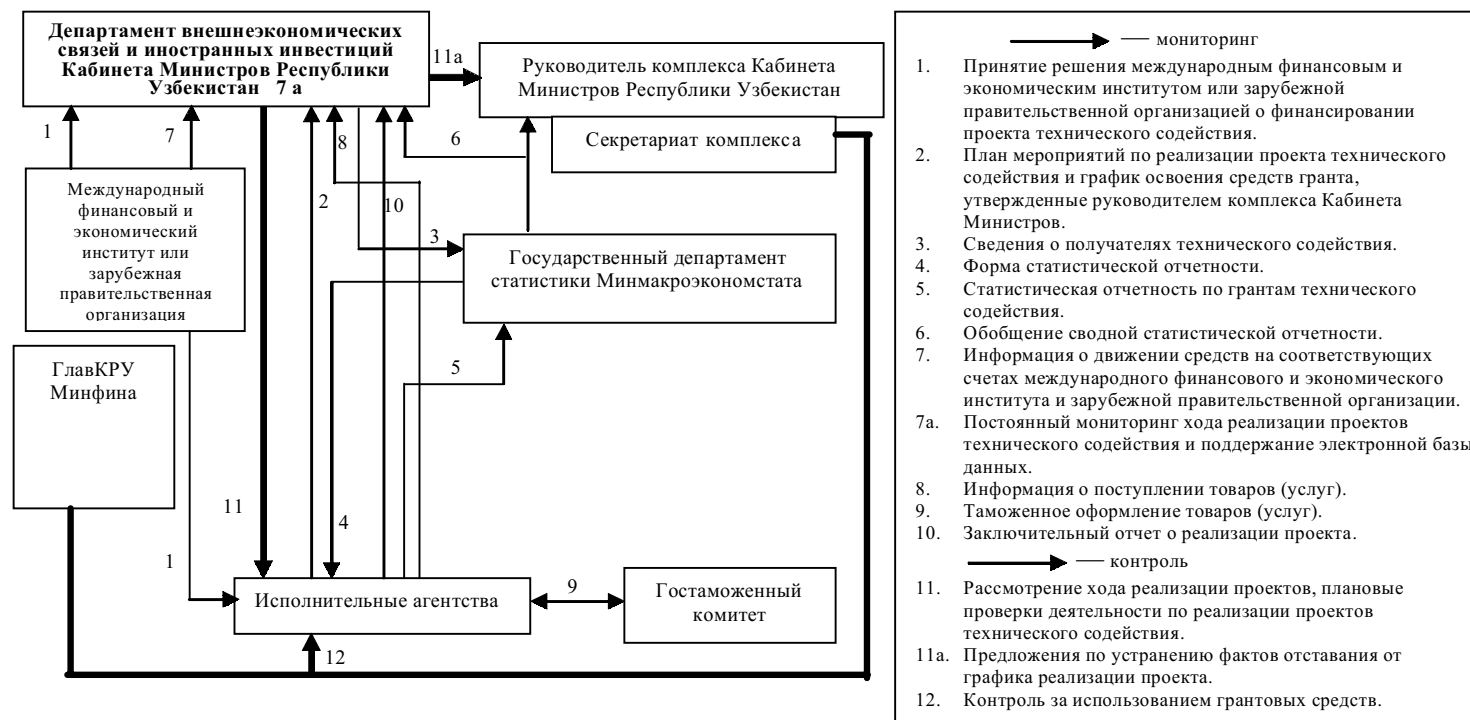 Департамент внешнеэкономических
связей и иностранных инвестиций
Кабинета Министров Республики
Узбекистан 7 а
11а
Руководитель комплекса Кабинета
Министров Республики Узбекистан
Секретариат комплекса
1
7
8
6
2
10
3
Международный
финансовый и
экономический
институт или
зарубежная
правительственная
организация
Государственный департамент
статистики Минмакроэкономстата
ГлавКРУ
Минфина
5
11
4
1
Исполнительные агентства
9
Гостаможенный
комитет
12
— мониторинг
1. Принятие решения международным финансовым и
экономическим институтом или зарубежной
правительственной организацией о финансировании
проекта технического содействия.
2. План мероприятий по реализации проекта технического
содействия и график освоения средств гранта,
утвержденные руководителем комплекса Кабинета
Министров.
3. Сведения о получателях технического содействия.
4. Форма статистической отчетности.
5. Статистическая отчетность по грантам технического
содействия.
6. Обобщение сводной статистической отчетности.
7. Информация о движении средств на соответствующих
счетах международного финансового и экономического
института и зарубежной правительственной организации.
7а. Постоянный мониторинг хода реализации проектов
технического содействия и поддержание электронной базы
данных.
8. Информация о поступлении товаров (услуг).
9. Таможенное оформление товаров (услуг).
10. Заключительный отчет о реализации проекта.
— контроль
11. Рассмотрение хода реализации проектов, плановые
проверки деятельности по реализации проектов
технического содействия.
11а. Предложения по устранению фактов отставания от
графика реализации проекта.
12. Контроль за использованием грантовых средств.